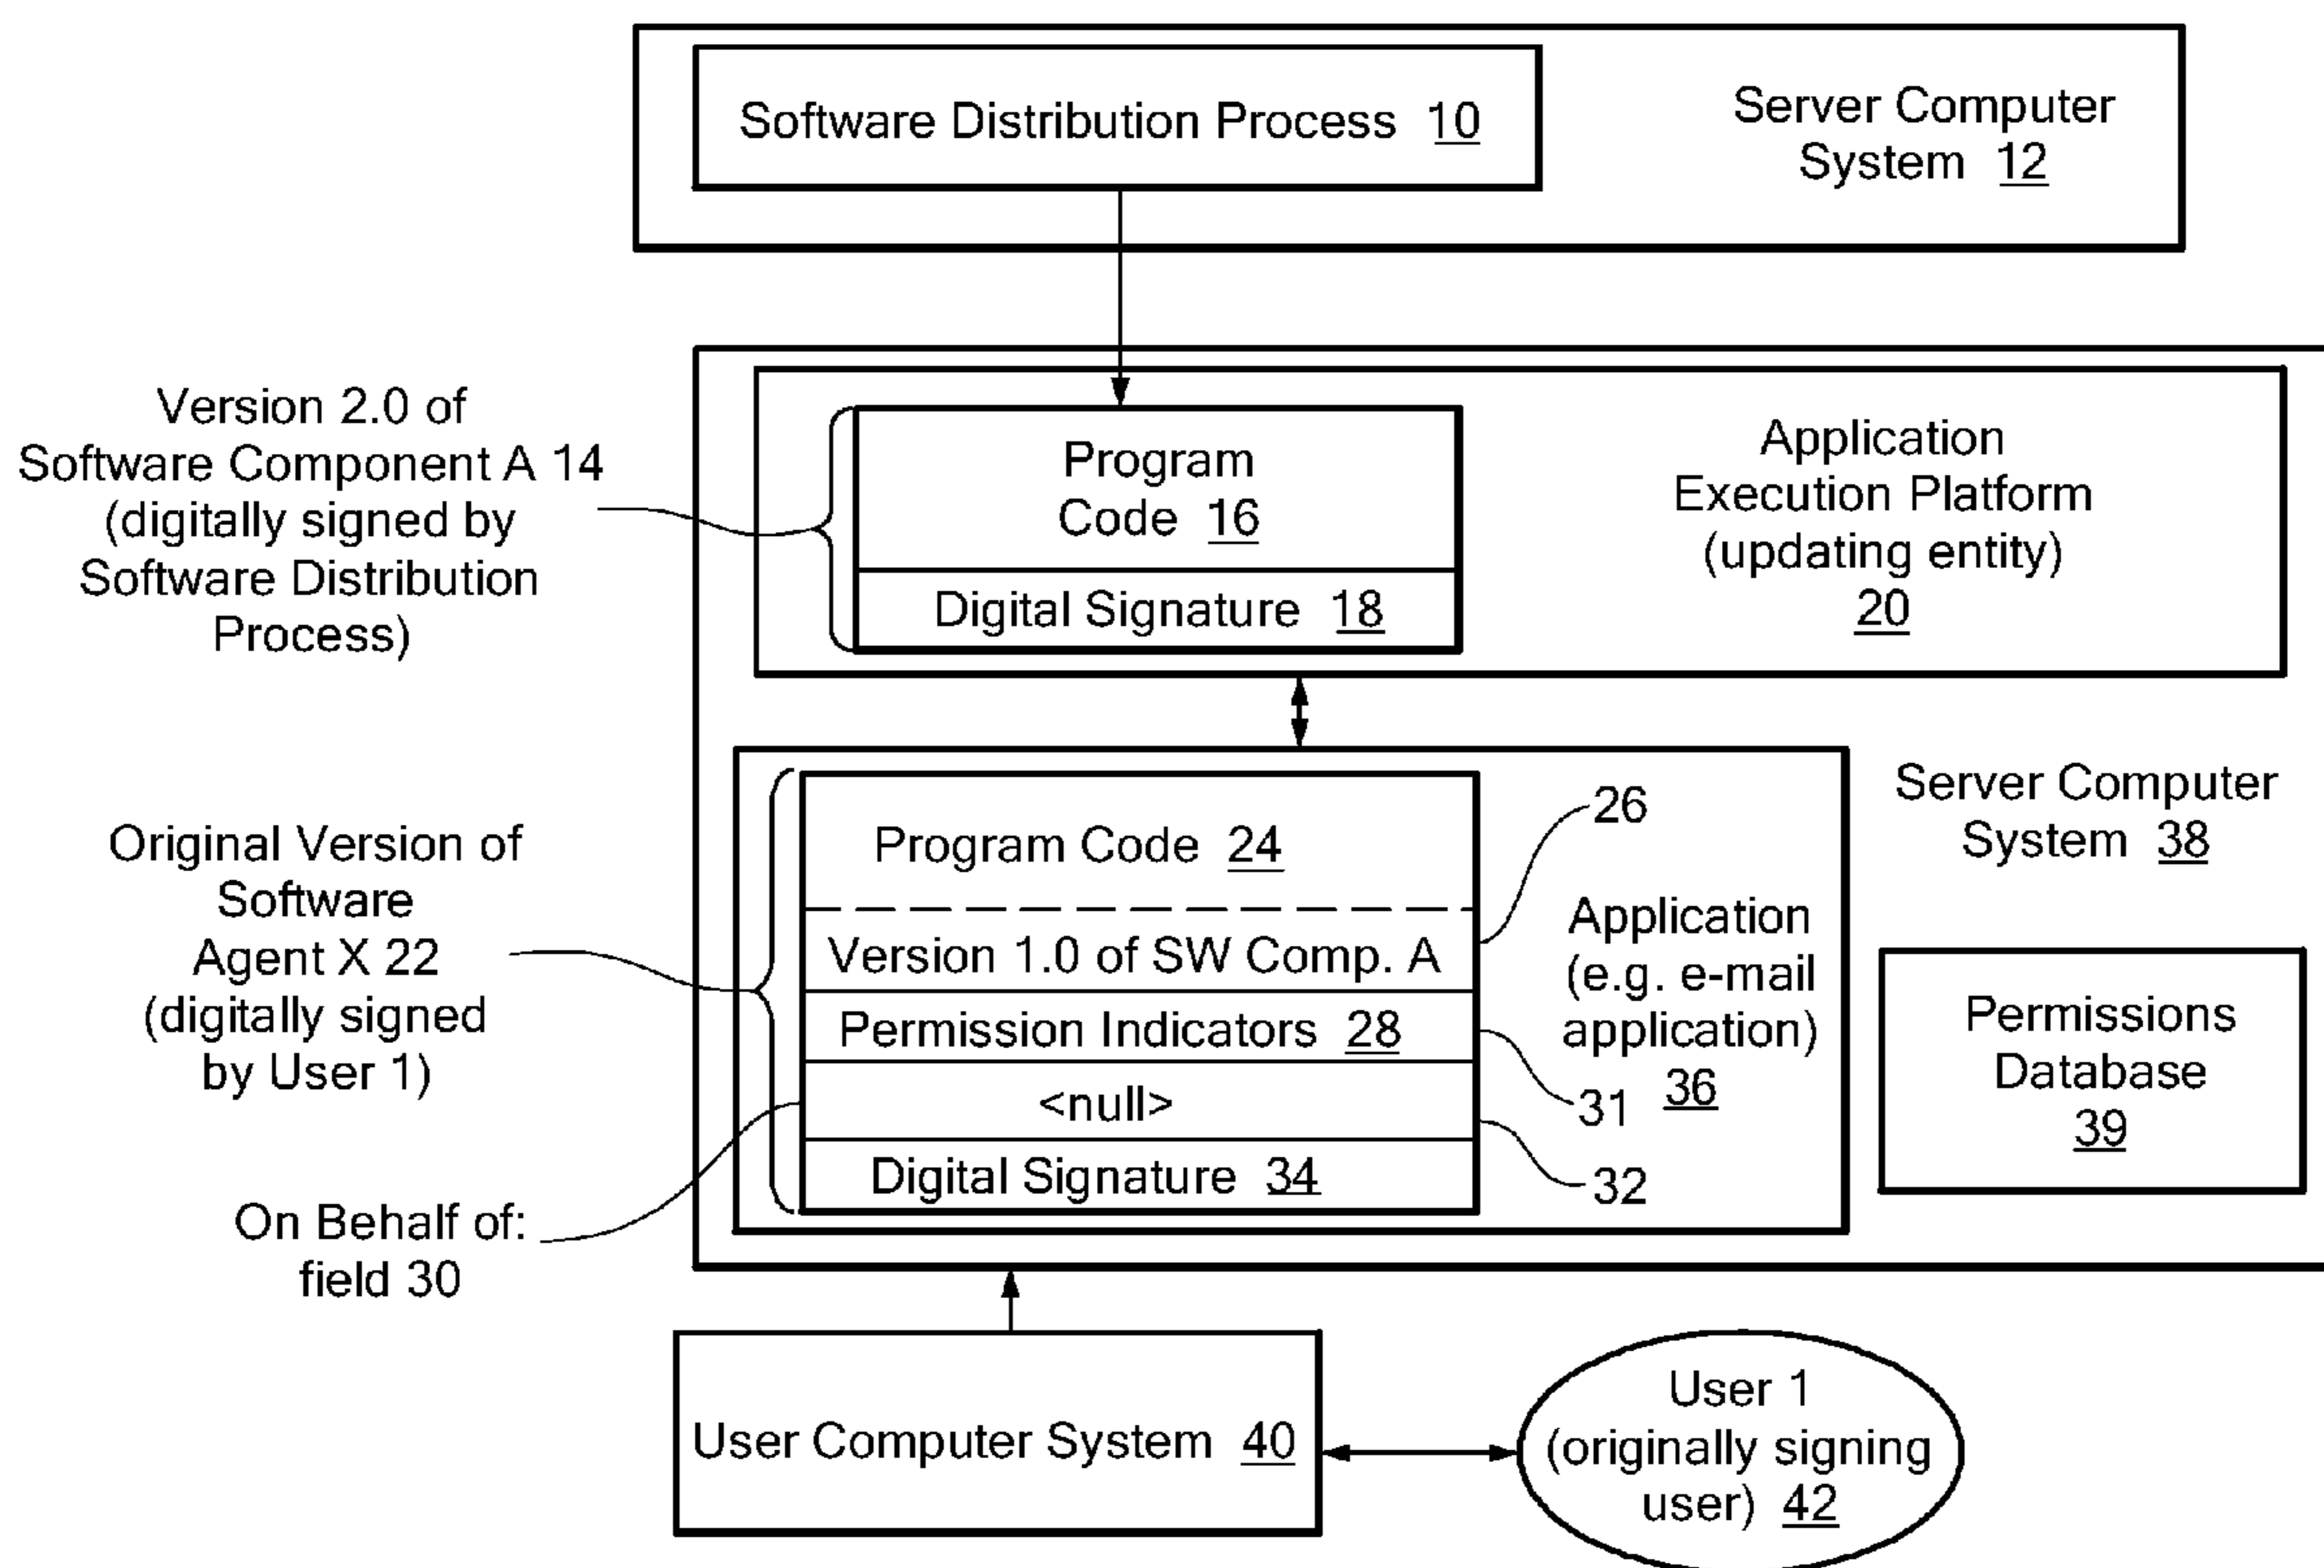 Software Distribution Process 10
Server Computer
System 12
Version 2.0 of
Software Component A 14
(digitally signed by
Software Distribution
Process)
Program
Code 16
Digital Signature 18
Application
Execution Platform
(updating entity)
20
Original Version of
Software
Agent X 22
(digitally signed
by User 1)
Program Code 24
Version 1.0 of SW Comp. A
Permission Indicators 28
<null>
Digital Signature 34
26
Application
(e.g. e-mail
application)
36
31
32
Server Computer
System 38
Permissions
Database
39
On Behalf of:
field 30
User Computer System 40
User 1
(originally signing
user) 42